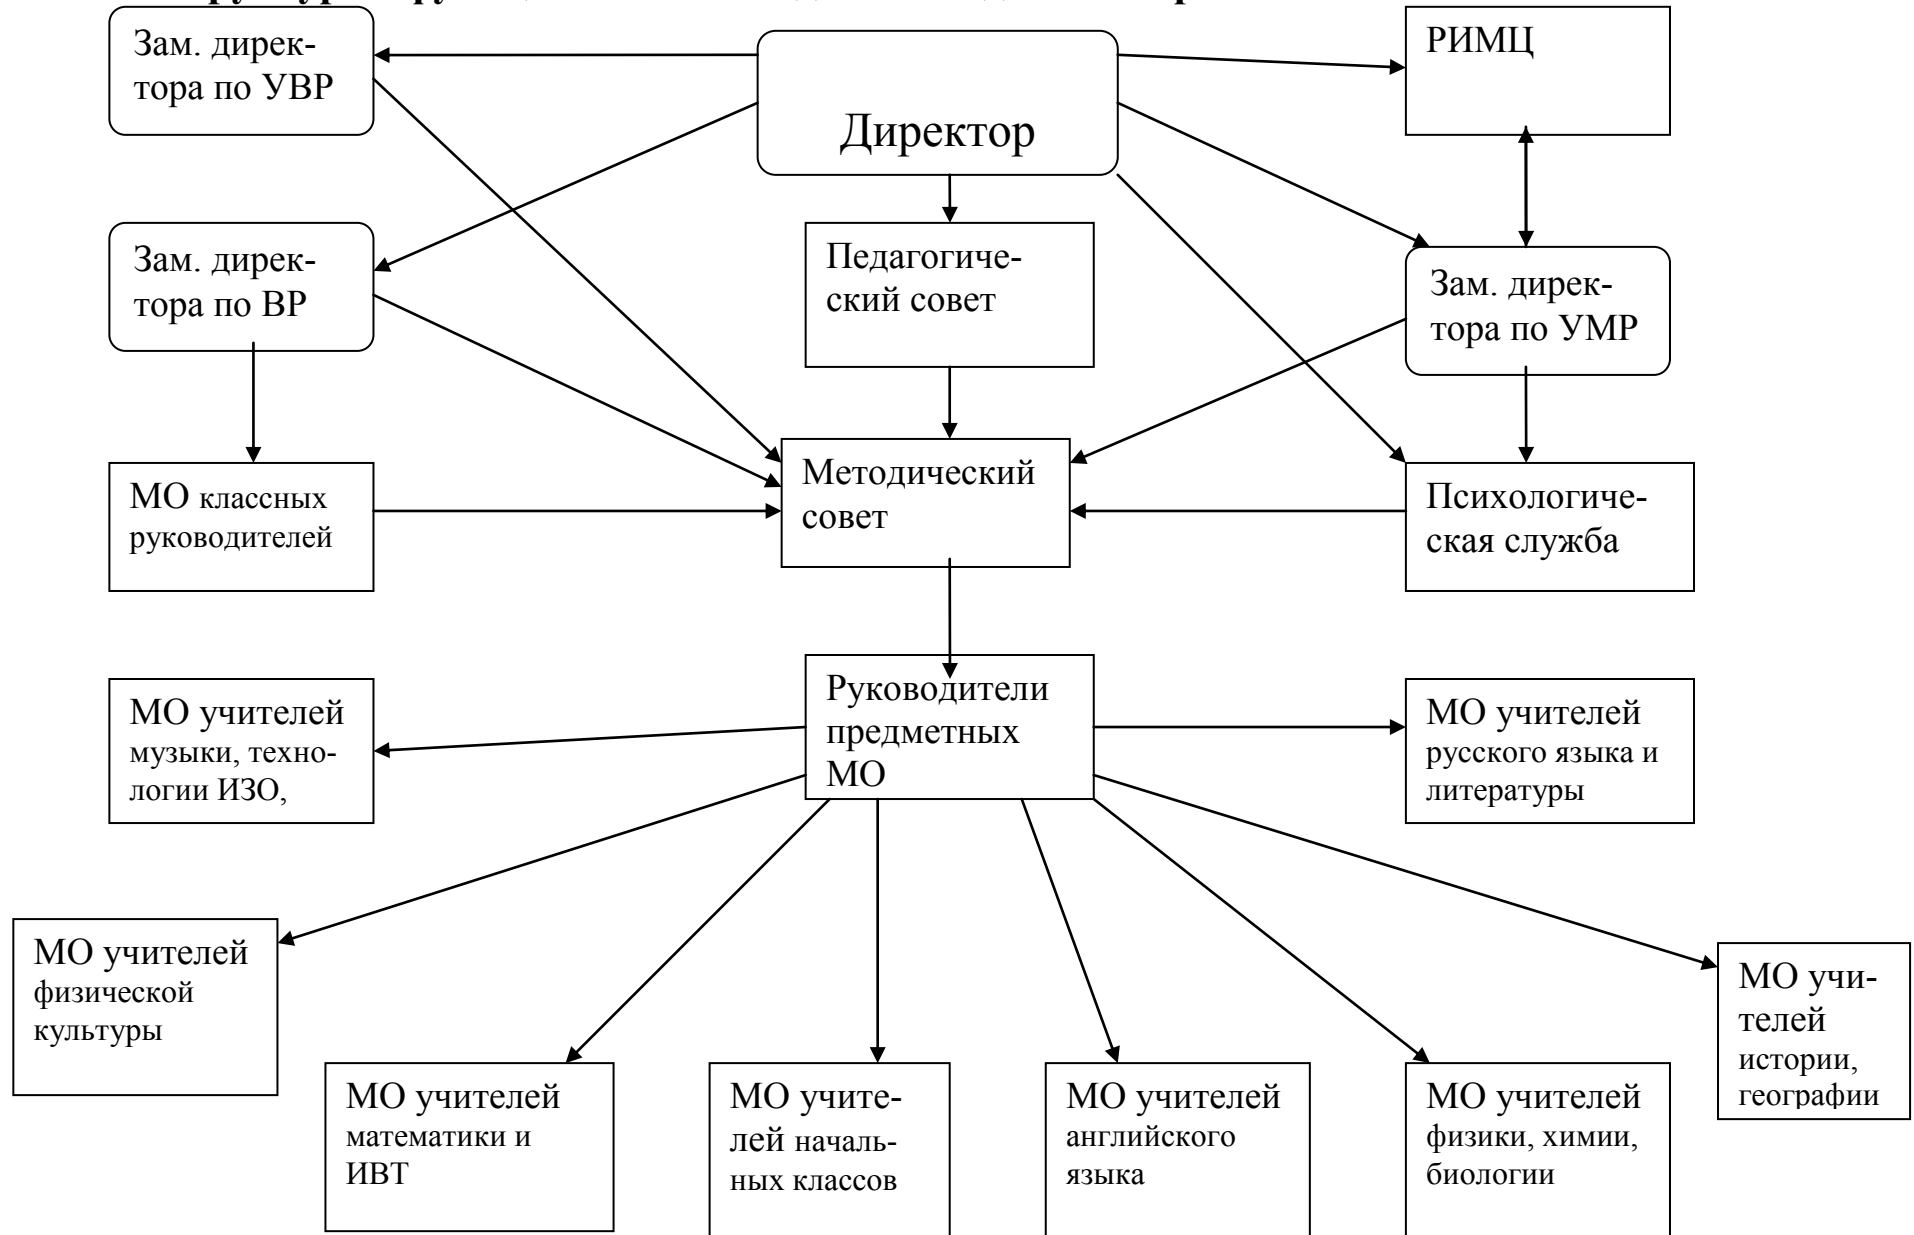 Зам. дирек-
тора по УВР
Директор
РИМЦ
Зам. дирек-
тора по ВР
Педагогиче-
ский совет
Зам. дирек-
тора по УМР
МО классных
руководителей
Методический
совет
Психологиче-
ская служба
МО учителей
музыки, техно-
логии ИЗО,
Руководители
предметных
МО
МО учителей
русского языка и
литературы
МО учителей
физической
культуры
МО учителей
математики и
ИВТ
МО учите-
лей началь-
ных классов
МО учителей
английского
языка
МО учителей
физики, химии,
биологии
МО учи-
телей
истории,
географии